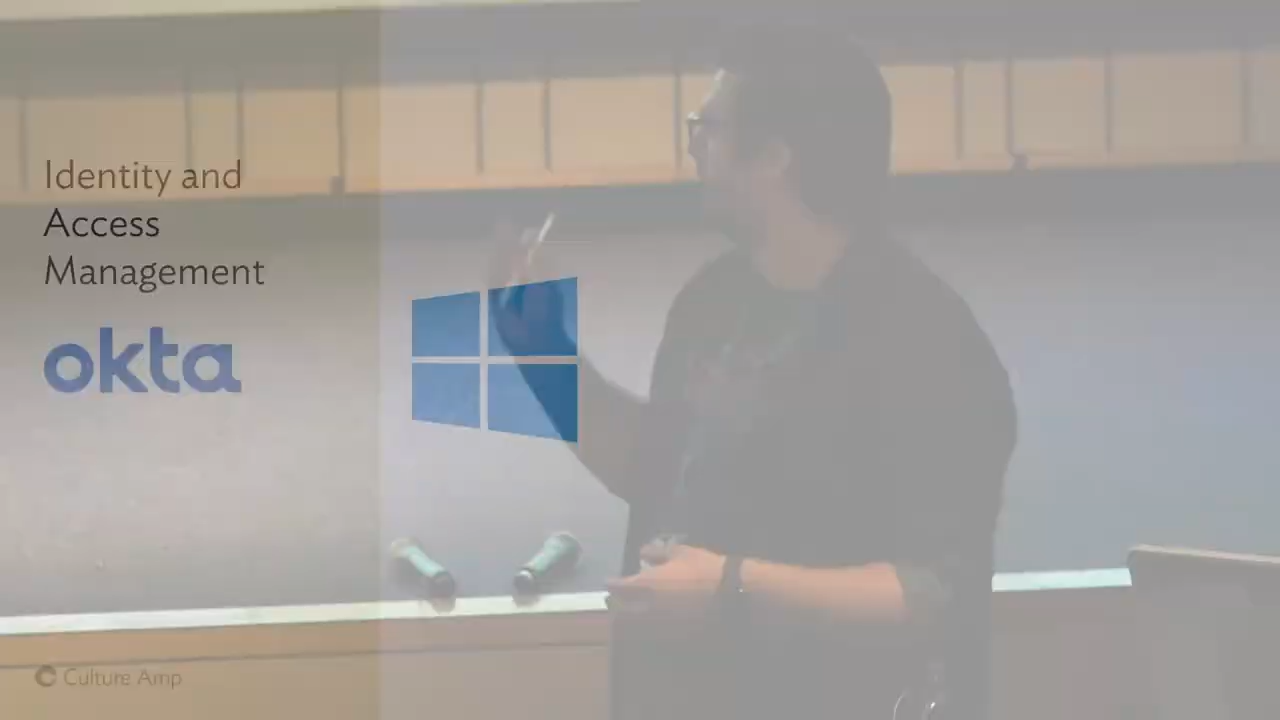 Identity and
Access
Management
okta
Culture Amp